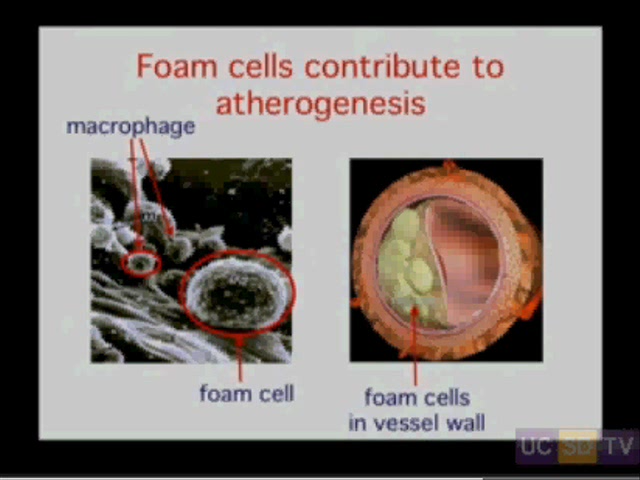 Foam cells contribute to
atherogenesis
macrophage
foam cell
foam cells
in vessel wall
UC SD TV